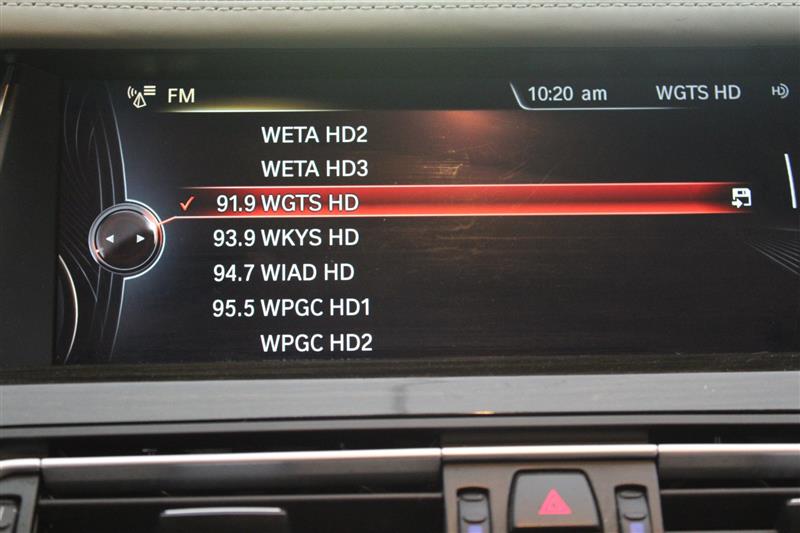 FM 10:20 am WGTS HD
WETA HD2
WETA HD3
91.9 WGTS HD
93.9 WKYS HD
94.7 WIAD HD
95.5 WPGC HD1
WPGC HD2